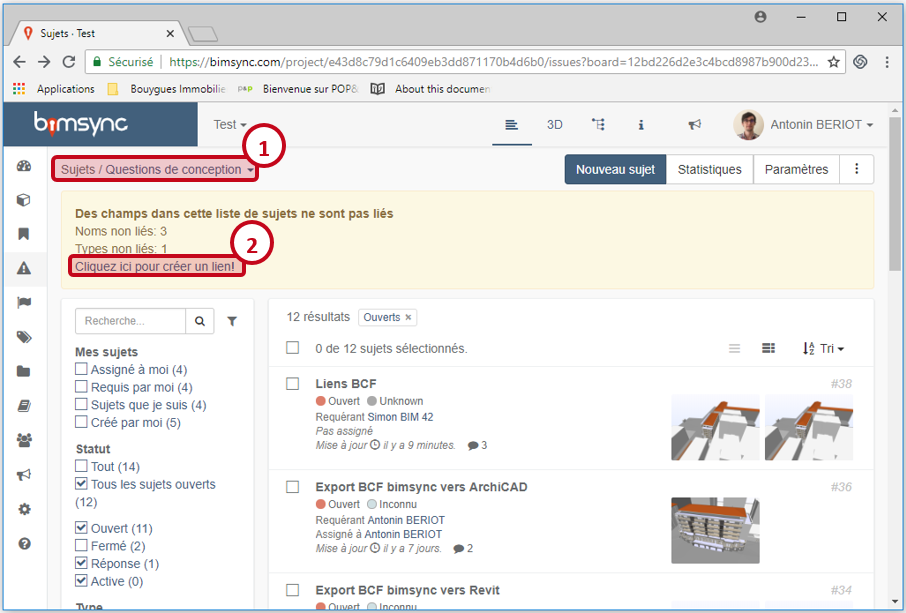 Sujets · Test
Sécurisé
https://bimsync.com/project/e43d8c79d1c6409eb3dd871170b4d6b0/issues?board=12bd226d2e3c4bcd8987b900d23...
Applications
Bouygues Immobilie
Bienvenue sur POP&
About this documen
bimsync
Test
3D
Antonin BERIOT
1
Sujets / Questions de conception
Nouveau sujet
Statistiques
Paramètres
Des champs dans cette liste de sujets ne sont pas liés
Noms non liés: 3
Types non liés: 1
2
Cliquez ici pour créer un lien!
Recherche...
Mes sujets
Assigné à moi (4)
Requis par moi (4)
Sujets que je suis (4)
Créé par moi (5)
Statut
Tout (14)
Tous les sujets ouverts
(12)
Ouvert (11)
Fermé (2)
Réponse (1)
Active (0)
Type
12 résultats
Ouverts ×
0 de 12 sujets sélectionnés.
Tri
Liens BCF
#38
Ouvert Unknown
Requérant Simon BIM 42
Pas assigné
Mise à jour il y a 9 minutes. 3
Export BCF bimsync vers ArchiCAD
#36
Ouvert Inconnu
Requérant Antonin BERIOT
Assigné à Antonin BERIOT
Mise à jour il y a 7 jours. 2
Export BCF bimsync vers Revit
#34
Ouvert Inconnu